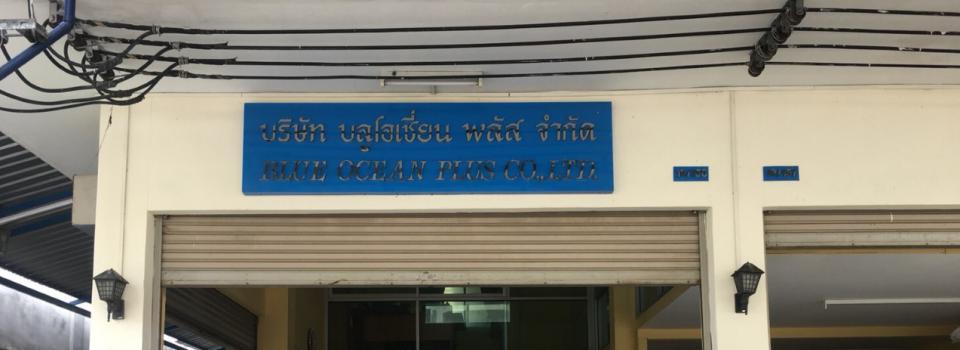 บริษัท บลูโอเชี่ยน พลัส จำกัด
BLUE OCEAN PLUS CO.,LTD.